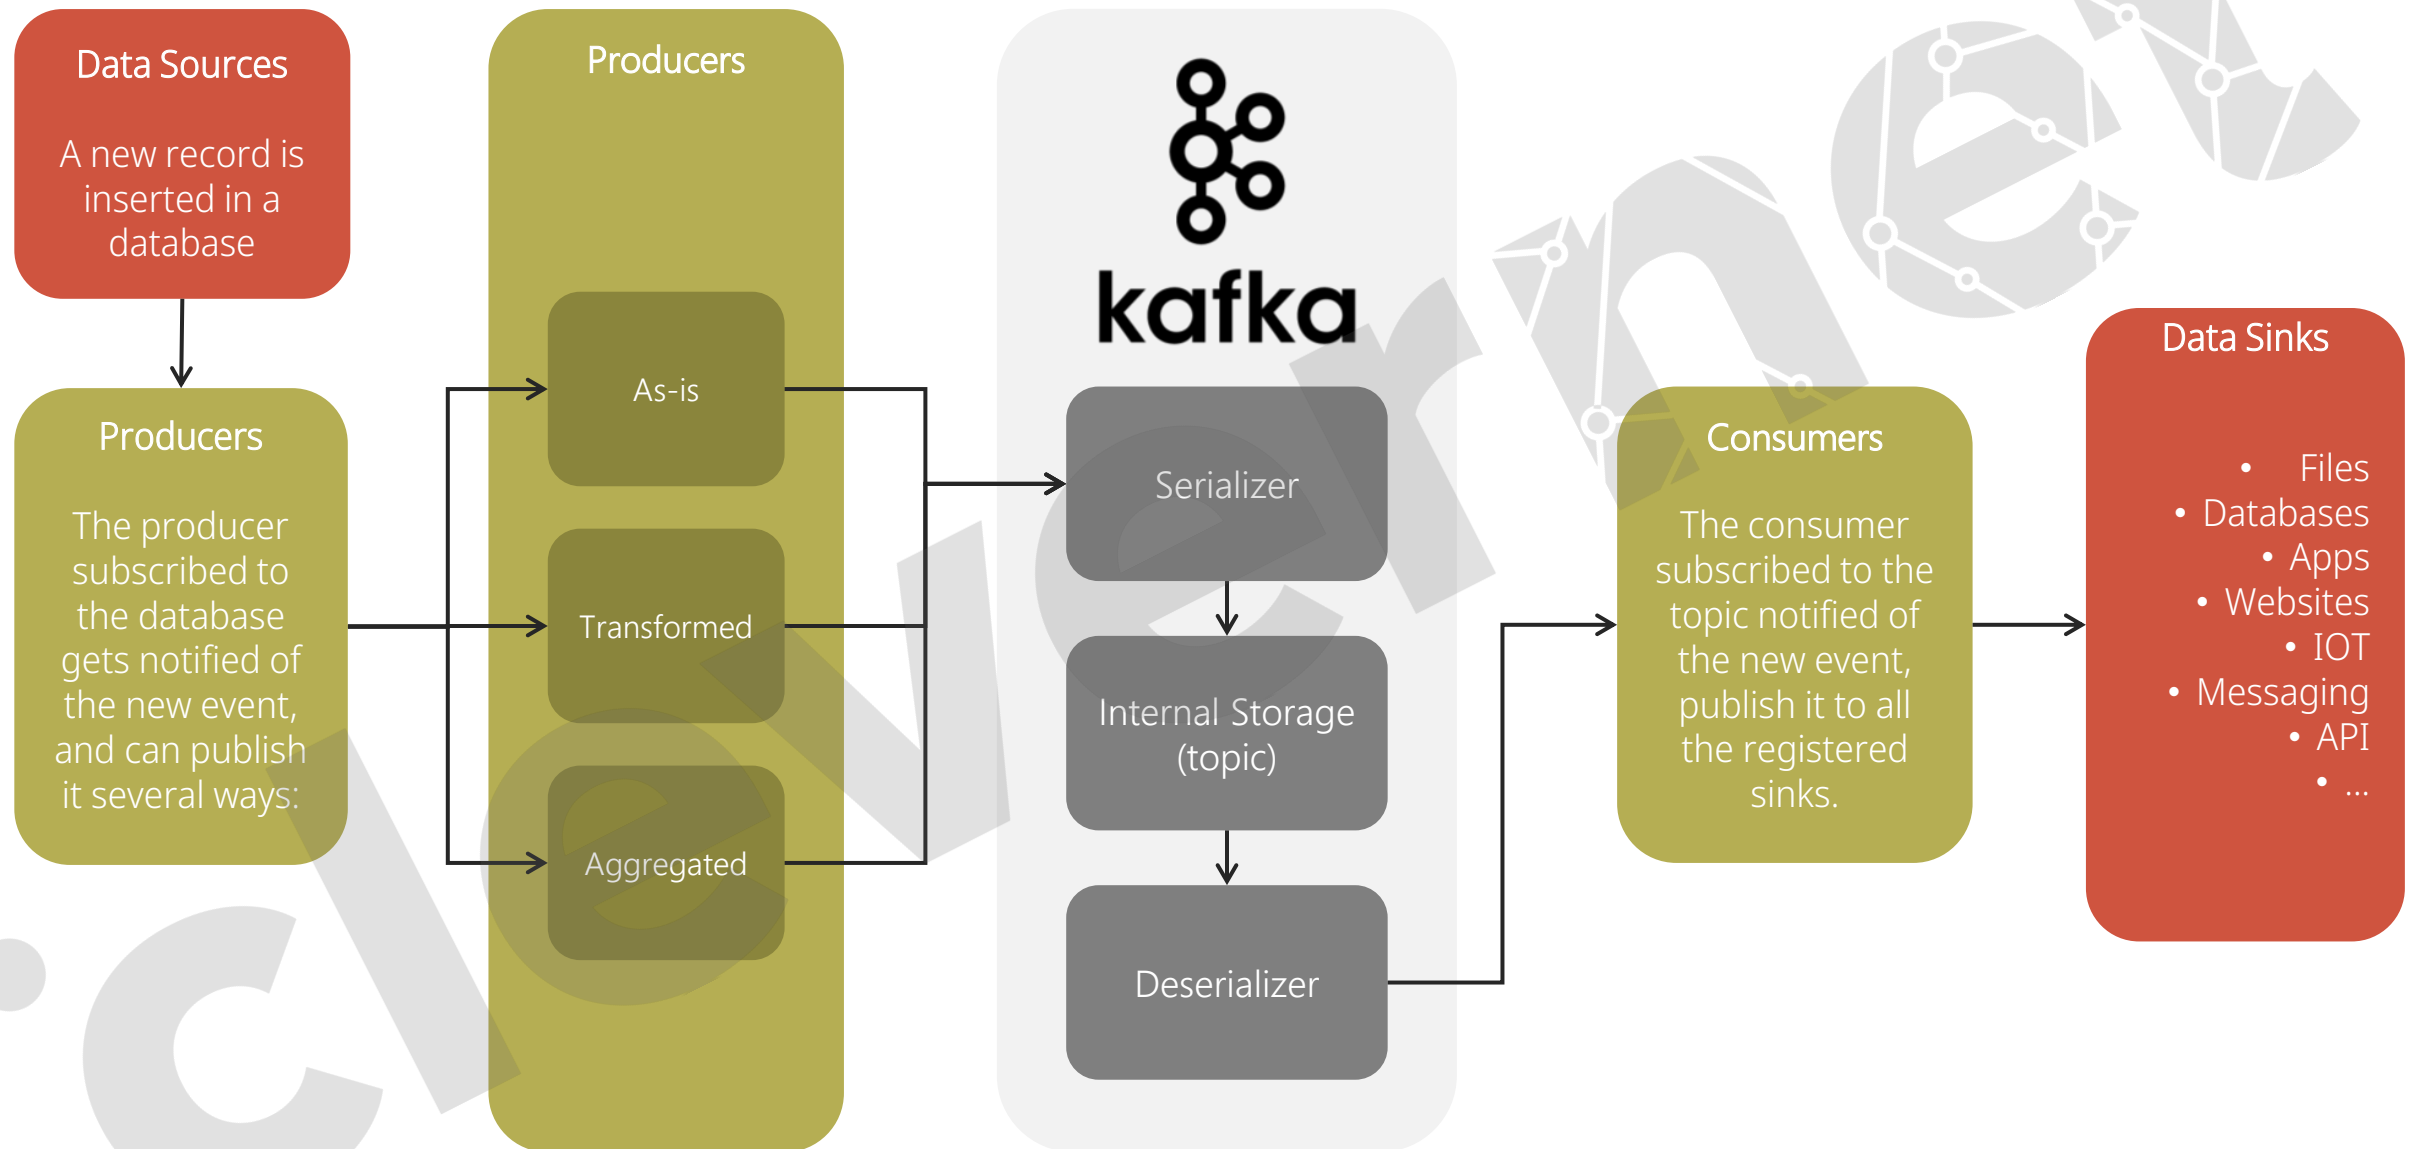 Data Sources
A new record is
inserted in a
database
Producers
The producer
subscribed to
the database
gets notified of
the new event,
and can publish
it several ways:
Producers
As-is
Transformed
Aggregated
kafka
Serializer
Internal Storage
(topic)
Deserializer
Consumers
The consumer
subscribed to the
topic notified of
the new event,
publish it to all
the registered
sinks.
Data Sinks
• Files
• Databases
• Apps
• Websites
• IOT
• Messaging
• API
• ...
clever.net